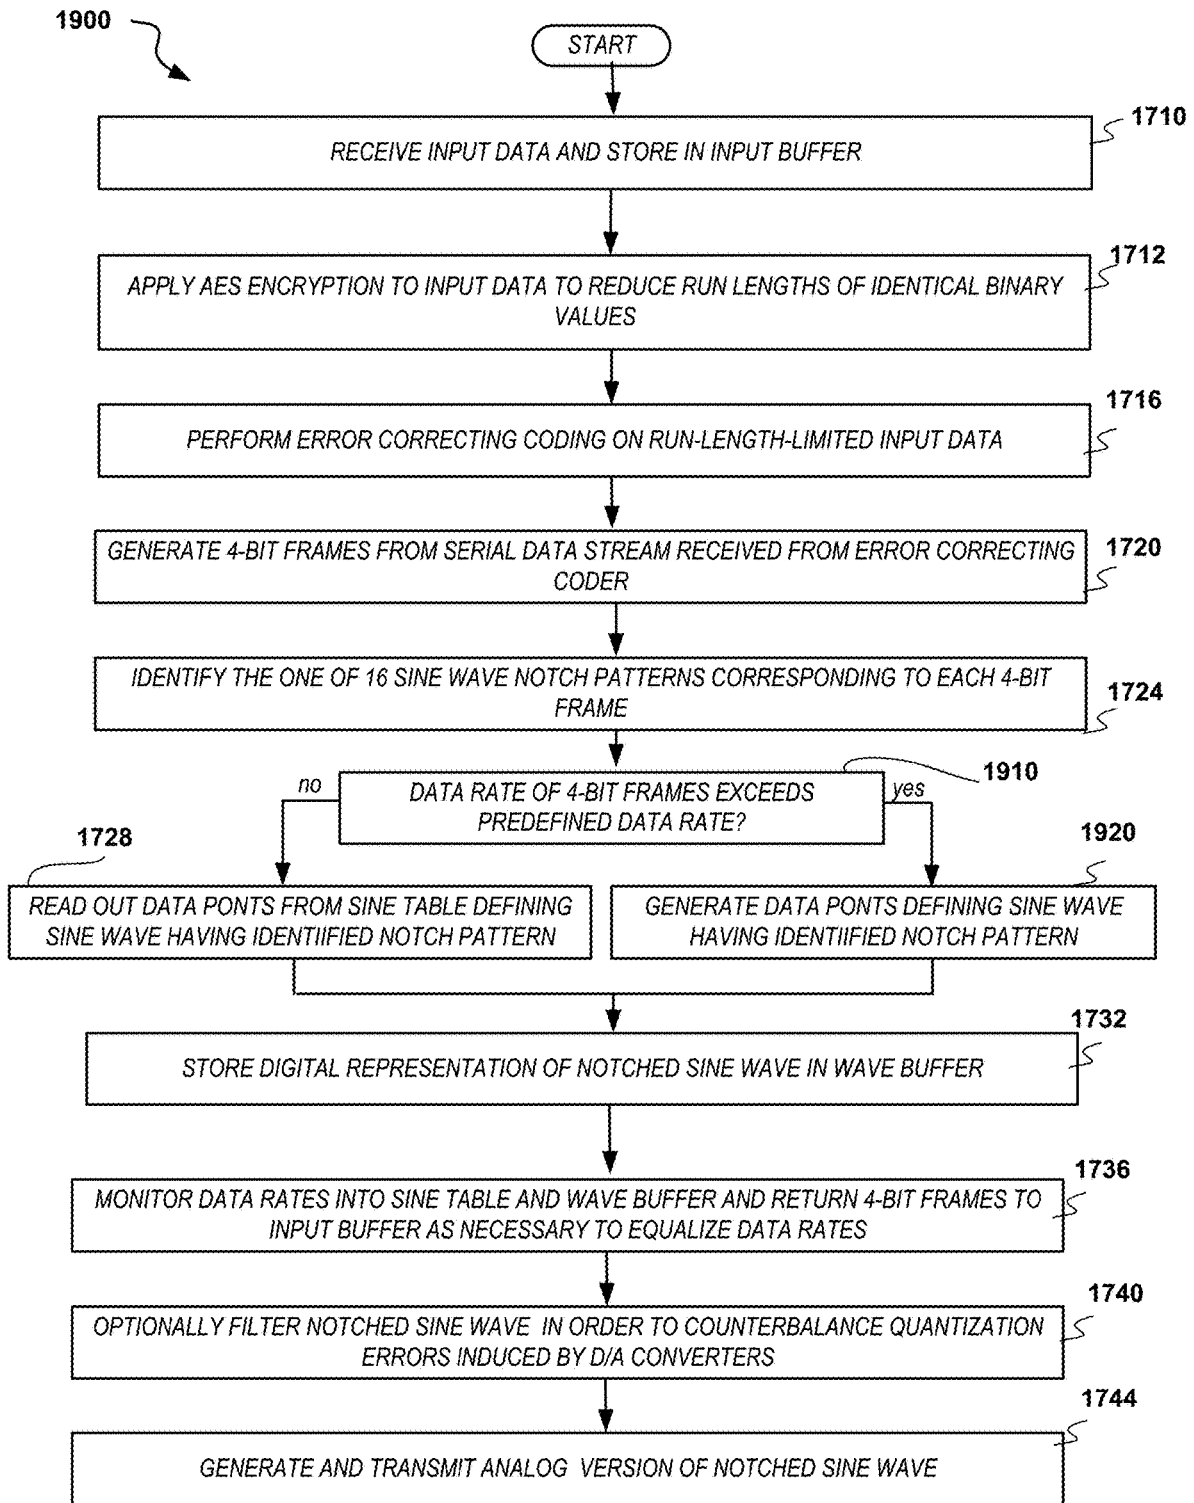 1900
START
1710
RECEIVE INPUT DATA AND STORE IN INPUT BUFFER
1712
APPLY AES ENCRYPTION TO INPUT DATA TO REDUCE RUN LENGTHS OF IDENTICAL BINARY
VALUES
1716
PERFORM ERROR CORRECTING CODING ON RUN-LENGTH-LIMITED INPUT DATA
1720
GENERATE 4-BIT FRAMES FROM SERIAL DATA STREAM RECEIVED FROM ERROR CORRECTING
CODER
IDENTIFY THE ONE OF 16 SINE WAVE NOTCH PATTERNS CORRESPONDING TO EACH 4-BIT
FRAME
1724
1910
no
DATA RATE OF 4-BIT FRAMES EXCEEDS
PREDEFINED DATA RATE?
yes
1728
1920
READ OUT DATA PONTS FROM SINE TABLE DEFINING
SINE WAVE HAVING IDENTIIFIED NOTCH PATTERN
GENERATE DATA PONTS DEFINING SINE WAVE
HAVING IDENTIIFIED NOTCH PATTERN
1732
STORE DIGITAL REPRESENTATION OF NOTCHED SINE WAVE IN WAVE BUFFER
1736
MONITOR DATA RATES INTO SINE TABLE AND WAVE BUFFER AND RETURN 4-BIT FRAMES TO
INPUT BUFFER AS NECESSARY TO EQUALIZE DATA RATES
1740
OPTIONALLY FILTER NOTCHED SINE WAVE IN ORDER TO COUNTERBALANCE QUANTIZATION
ERRORS INDUCED BY D/A CONVERTERS
1744
GENERATE AND TRANSMIT ANALOG VERSION OF NOTCHED SINE WAVE